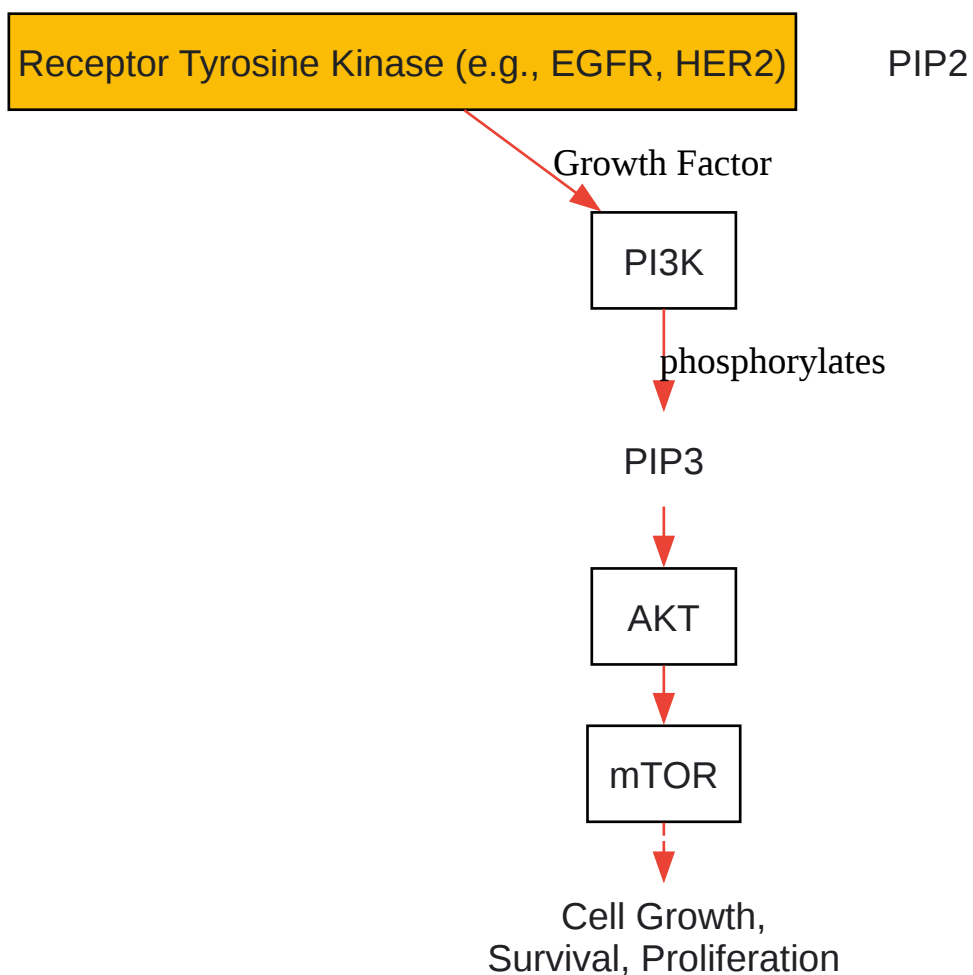 Receptor Tyrosine Kinase (e.g., EGFR, HER2)
PIP2
Growth Factor
PI3K
phosphorylates
PIP3
AKT
mTOR
Cell Growth,
Survival, Proliferation